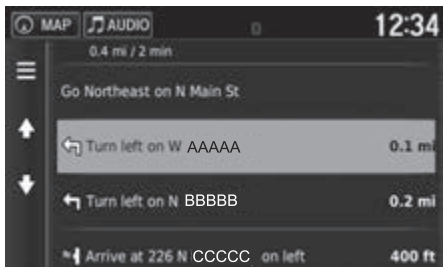 MAP AUDIO 12:34
0.4 mi / 2 min
Go Northeast on N Main St
Turn left on W AAAAA 0.1 mi
Turn left on N BBBBB 0.2 mi
Arrive at 226 N CCCCC on left 400 ft